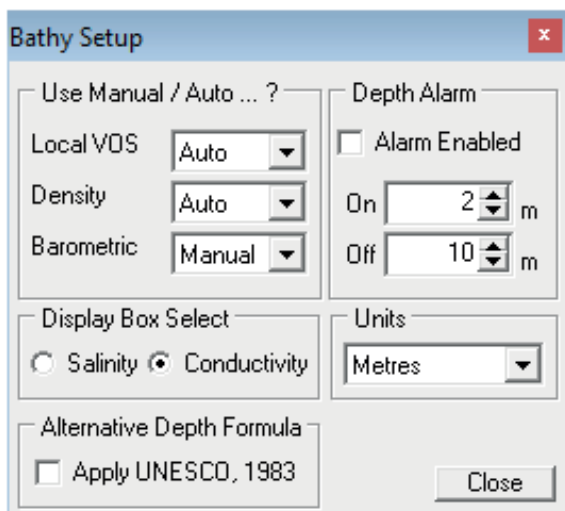 Bathy Setup
x
Use Manual / Auto ... ?
Local VOS Auto
Density Auto
Barometric Manual
Depth Alarm
Alarm Enabled
On 2 m
Off 10 m
Display Box Select
Salinity Conductivity
Units
Metres
Alternative Depth Formula
Apply UNESCO, 1983
Close